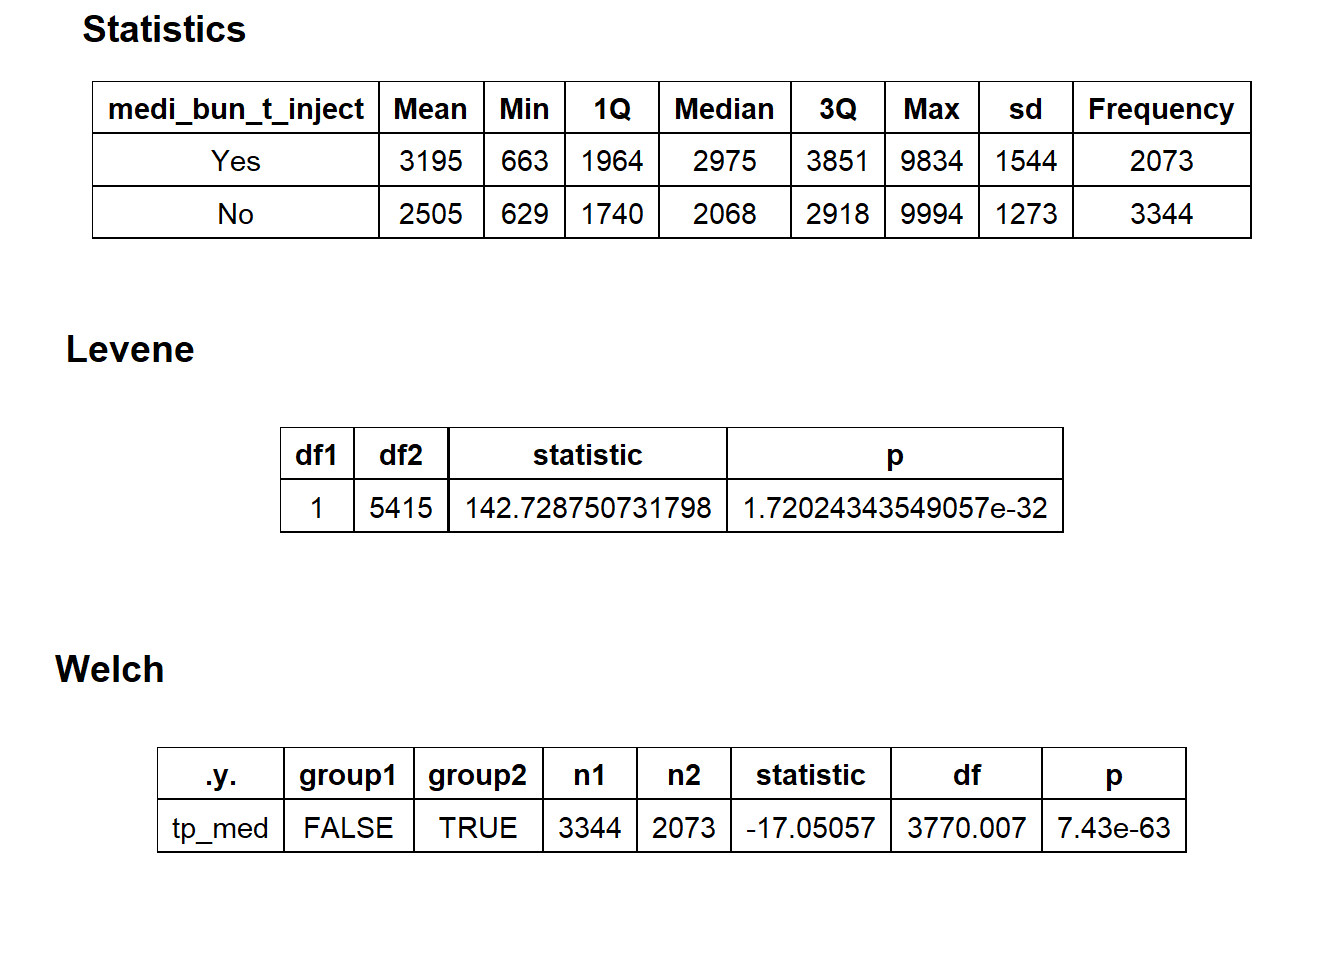 Statistics
medi_bun_t_inject Mean Min 1Q Median 3Q Max sd Frequency
Yes 3195 663 1964 2975 3851 9834 1544 2073
No 2505 629 1740 2068 2918 9994 1273 3344
Levene
df1 df2 statistic p
1 5415 142.728750731798 1.72024343549057e-32
Welch
.y. group1 group2 n1 n2 statistic df p
tp_med FALSE TRUE 3344 2073 -17.05057 3770.007 7.43e-63